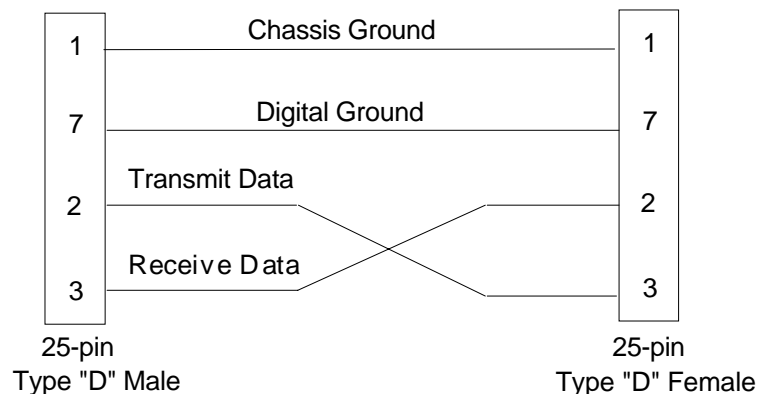 1 Chassis Ground 1
7 Digital Ground 7
Transmit Data
2 2
Receive Data
3 3
25-pin 25-pin
Type "D" Male Type "D" Female